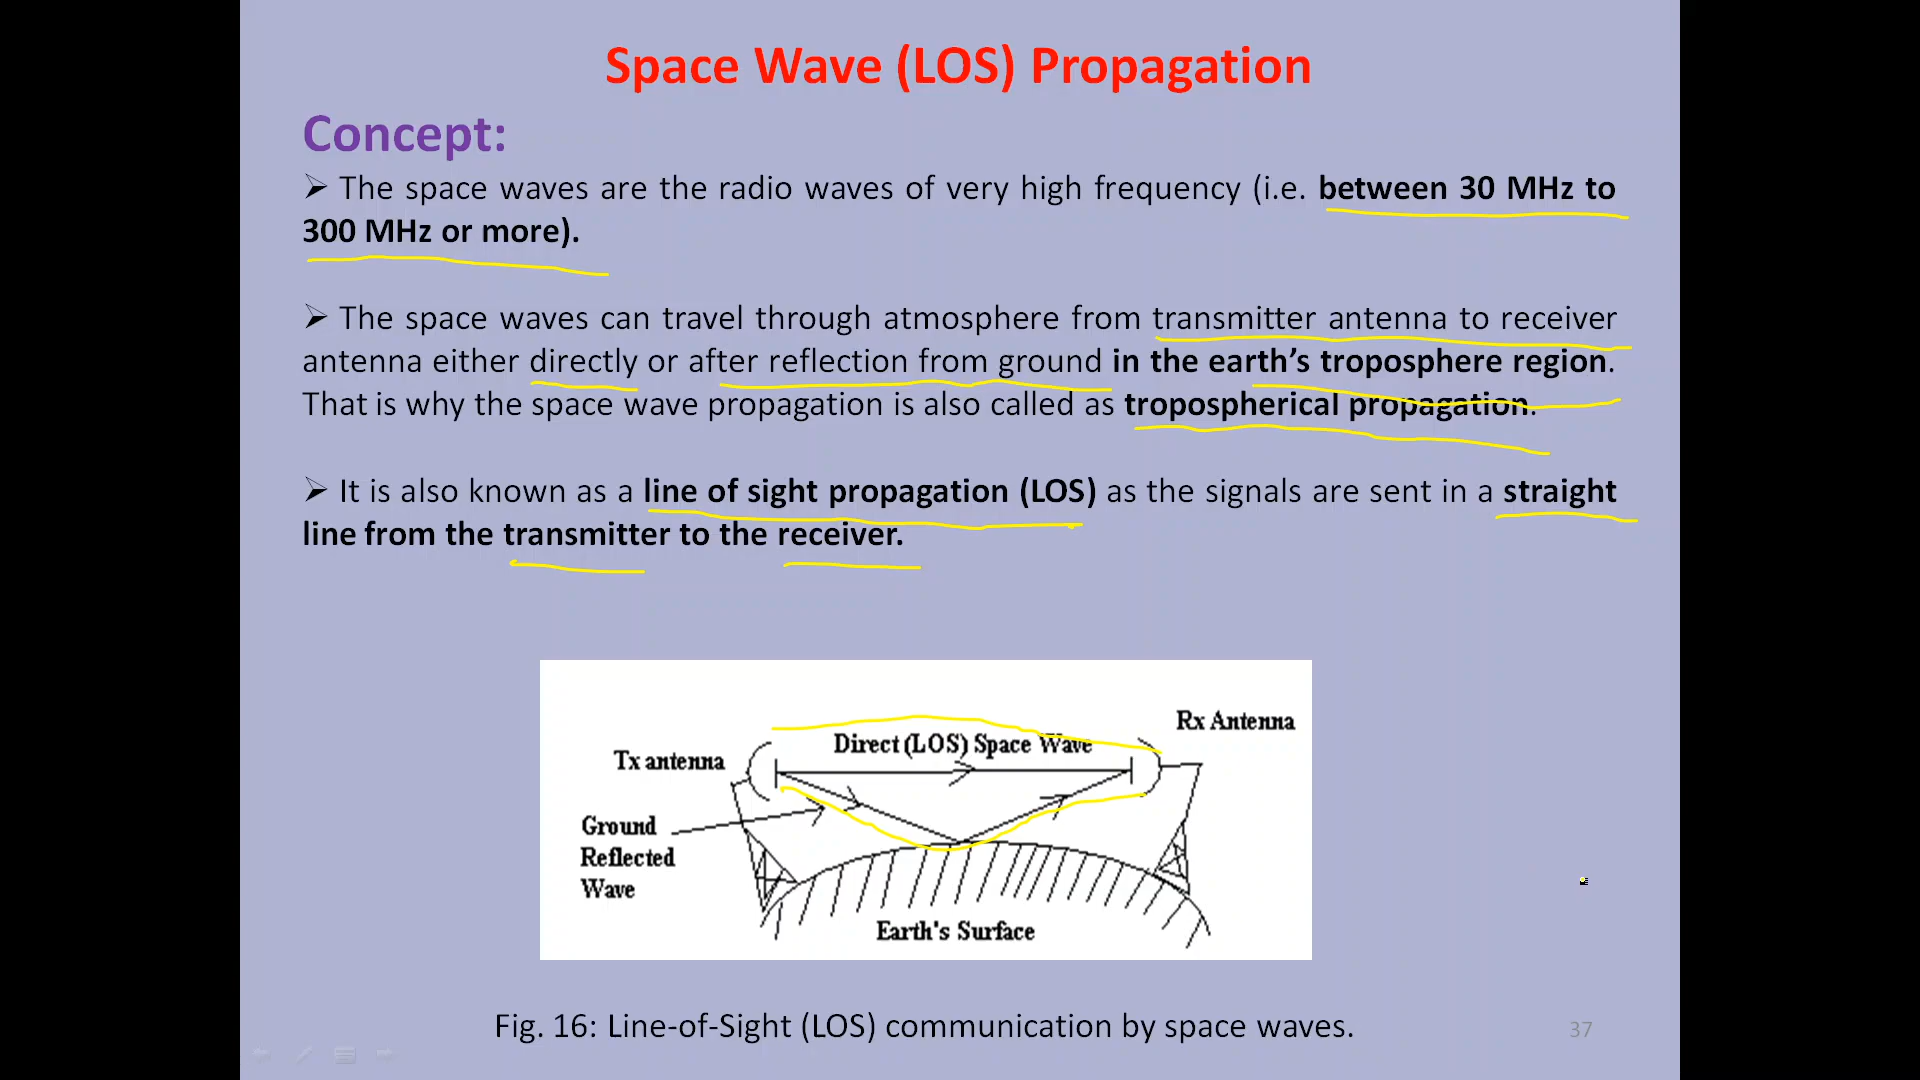 Space Wave (LOS) Propagation
Concept:
➢ The space waves are the radio waves of very high frequency (i.e. between 30 MHz to
300 MHz or more).
➢ The space waves can travel through atmosphere from transmitter antenna to receiver
antenna either directly or after reflection from ground in the earth’s troposphere region.
That is why the space wave propagation is also called as tropospherical propagation.
➢ It is also known as a line of sight propagation (LOS) as the signals are sent in a straight
line from the transmitter to the receiver.
Rx Antenna
Direct (LOS) Space Wave
Tx antenna
Ground
Reflected
Wave
Earth's Surface
Fig. 16: Line-of-Sight (LOS) communication by space waves.
37